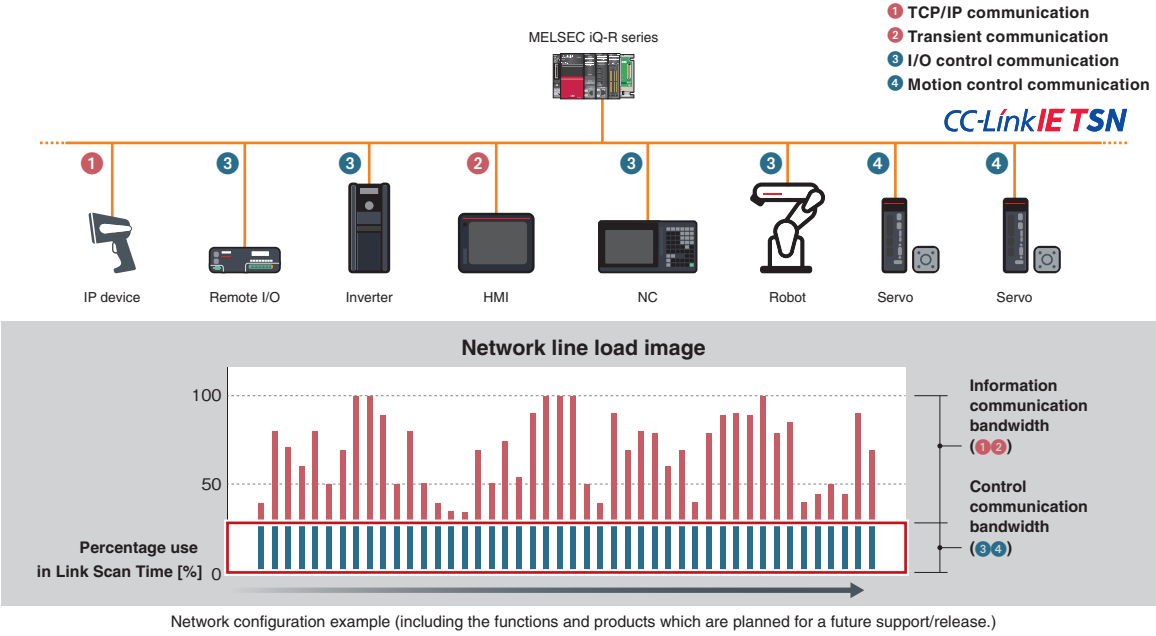 MELSEC iQ-R series
1 TCP/IP communication
2 Transient communication
3 I/O control communication
4 Motion control communication
CC-Link IE TSN
1 3 3 2 3 3 4 4
IP device Remote I/O Inverter HMI NC Robot Servo Servo
Network line load image
100
50
0
Percentage use
in Link Scan Time [%]
Information
communication
bandwidth
(12)
Control
communication
bandwidth
(34)
Network configuration example (including the functions and products which are planned for a future support/release.)